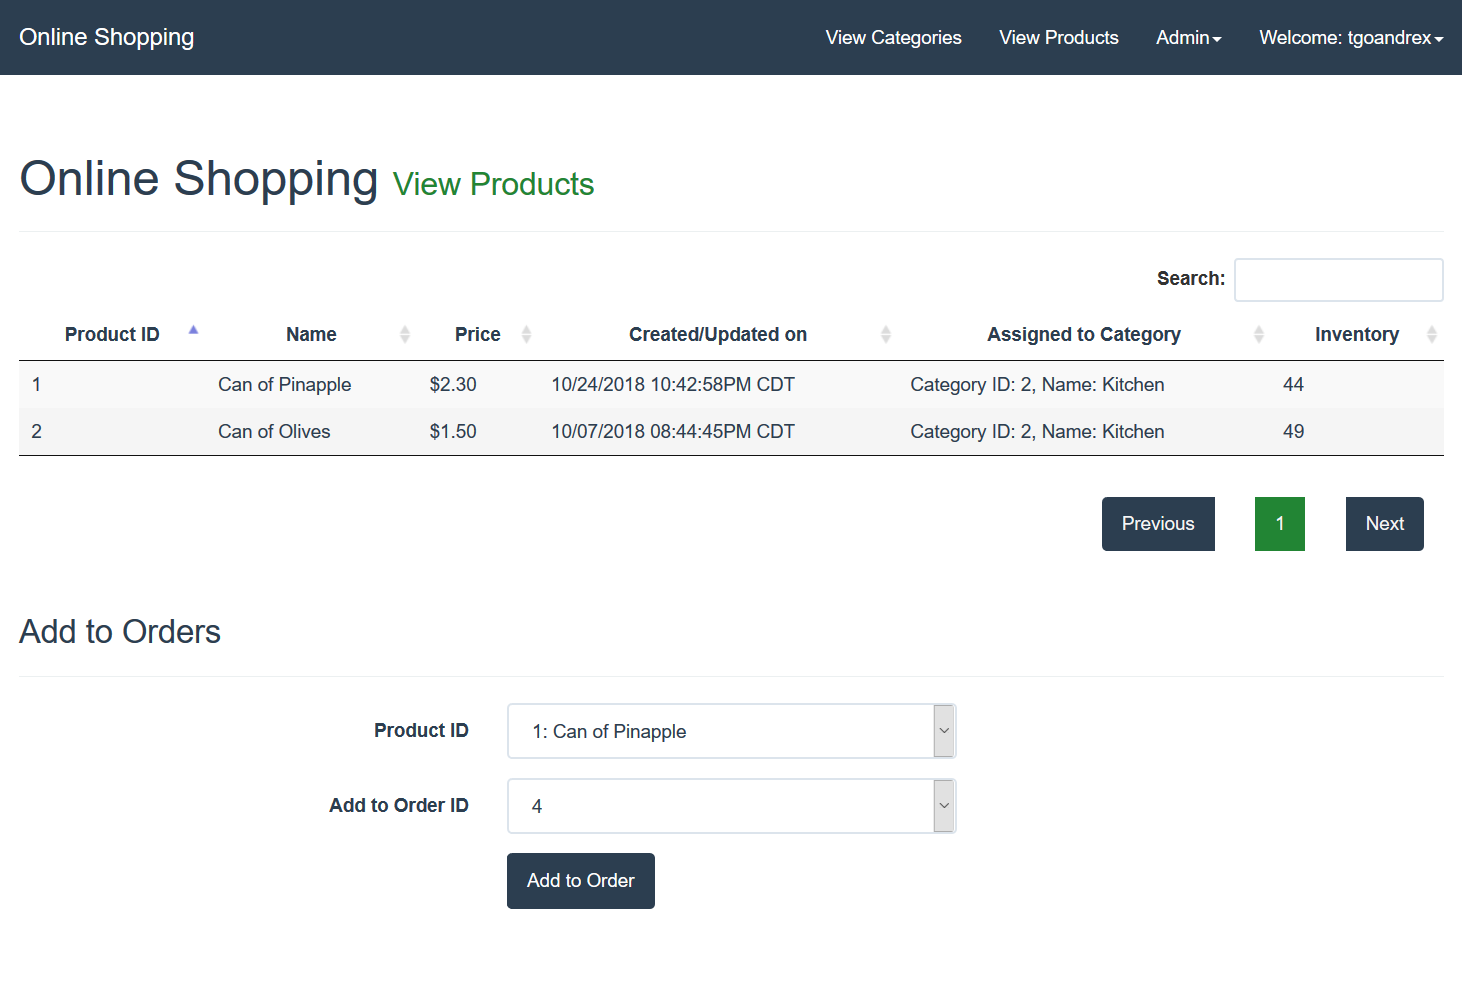 Online Shopping View Categories View Products Admin Welcome: tgoandrex
Online Shopping View Products
Search:
Product ID Name Price Created/Updated on Assigned to Category Inventory
1 Can of Pinapple $2.30 10/24/2018 10:42:58PM CDT Category ID: 2, Name: Kitchen 44
2 Can of Olives $1.50 10/07/2018 08:44:45PM CDT Category ID: 2, Name: Kitchen 49
Previous 1 Next
Add to Orders
Product ID 1: Can of Pinapple
Add to Order ID 4
Add to Order